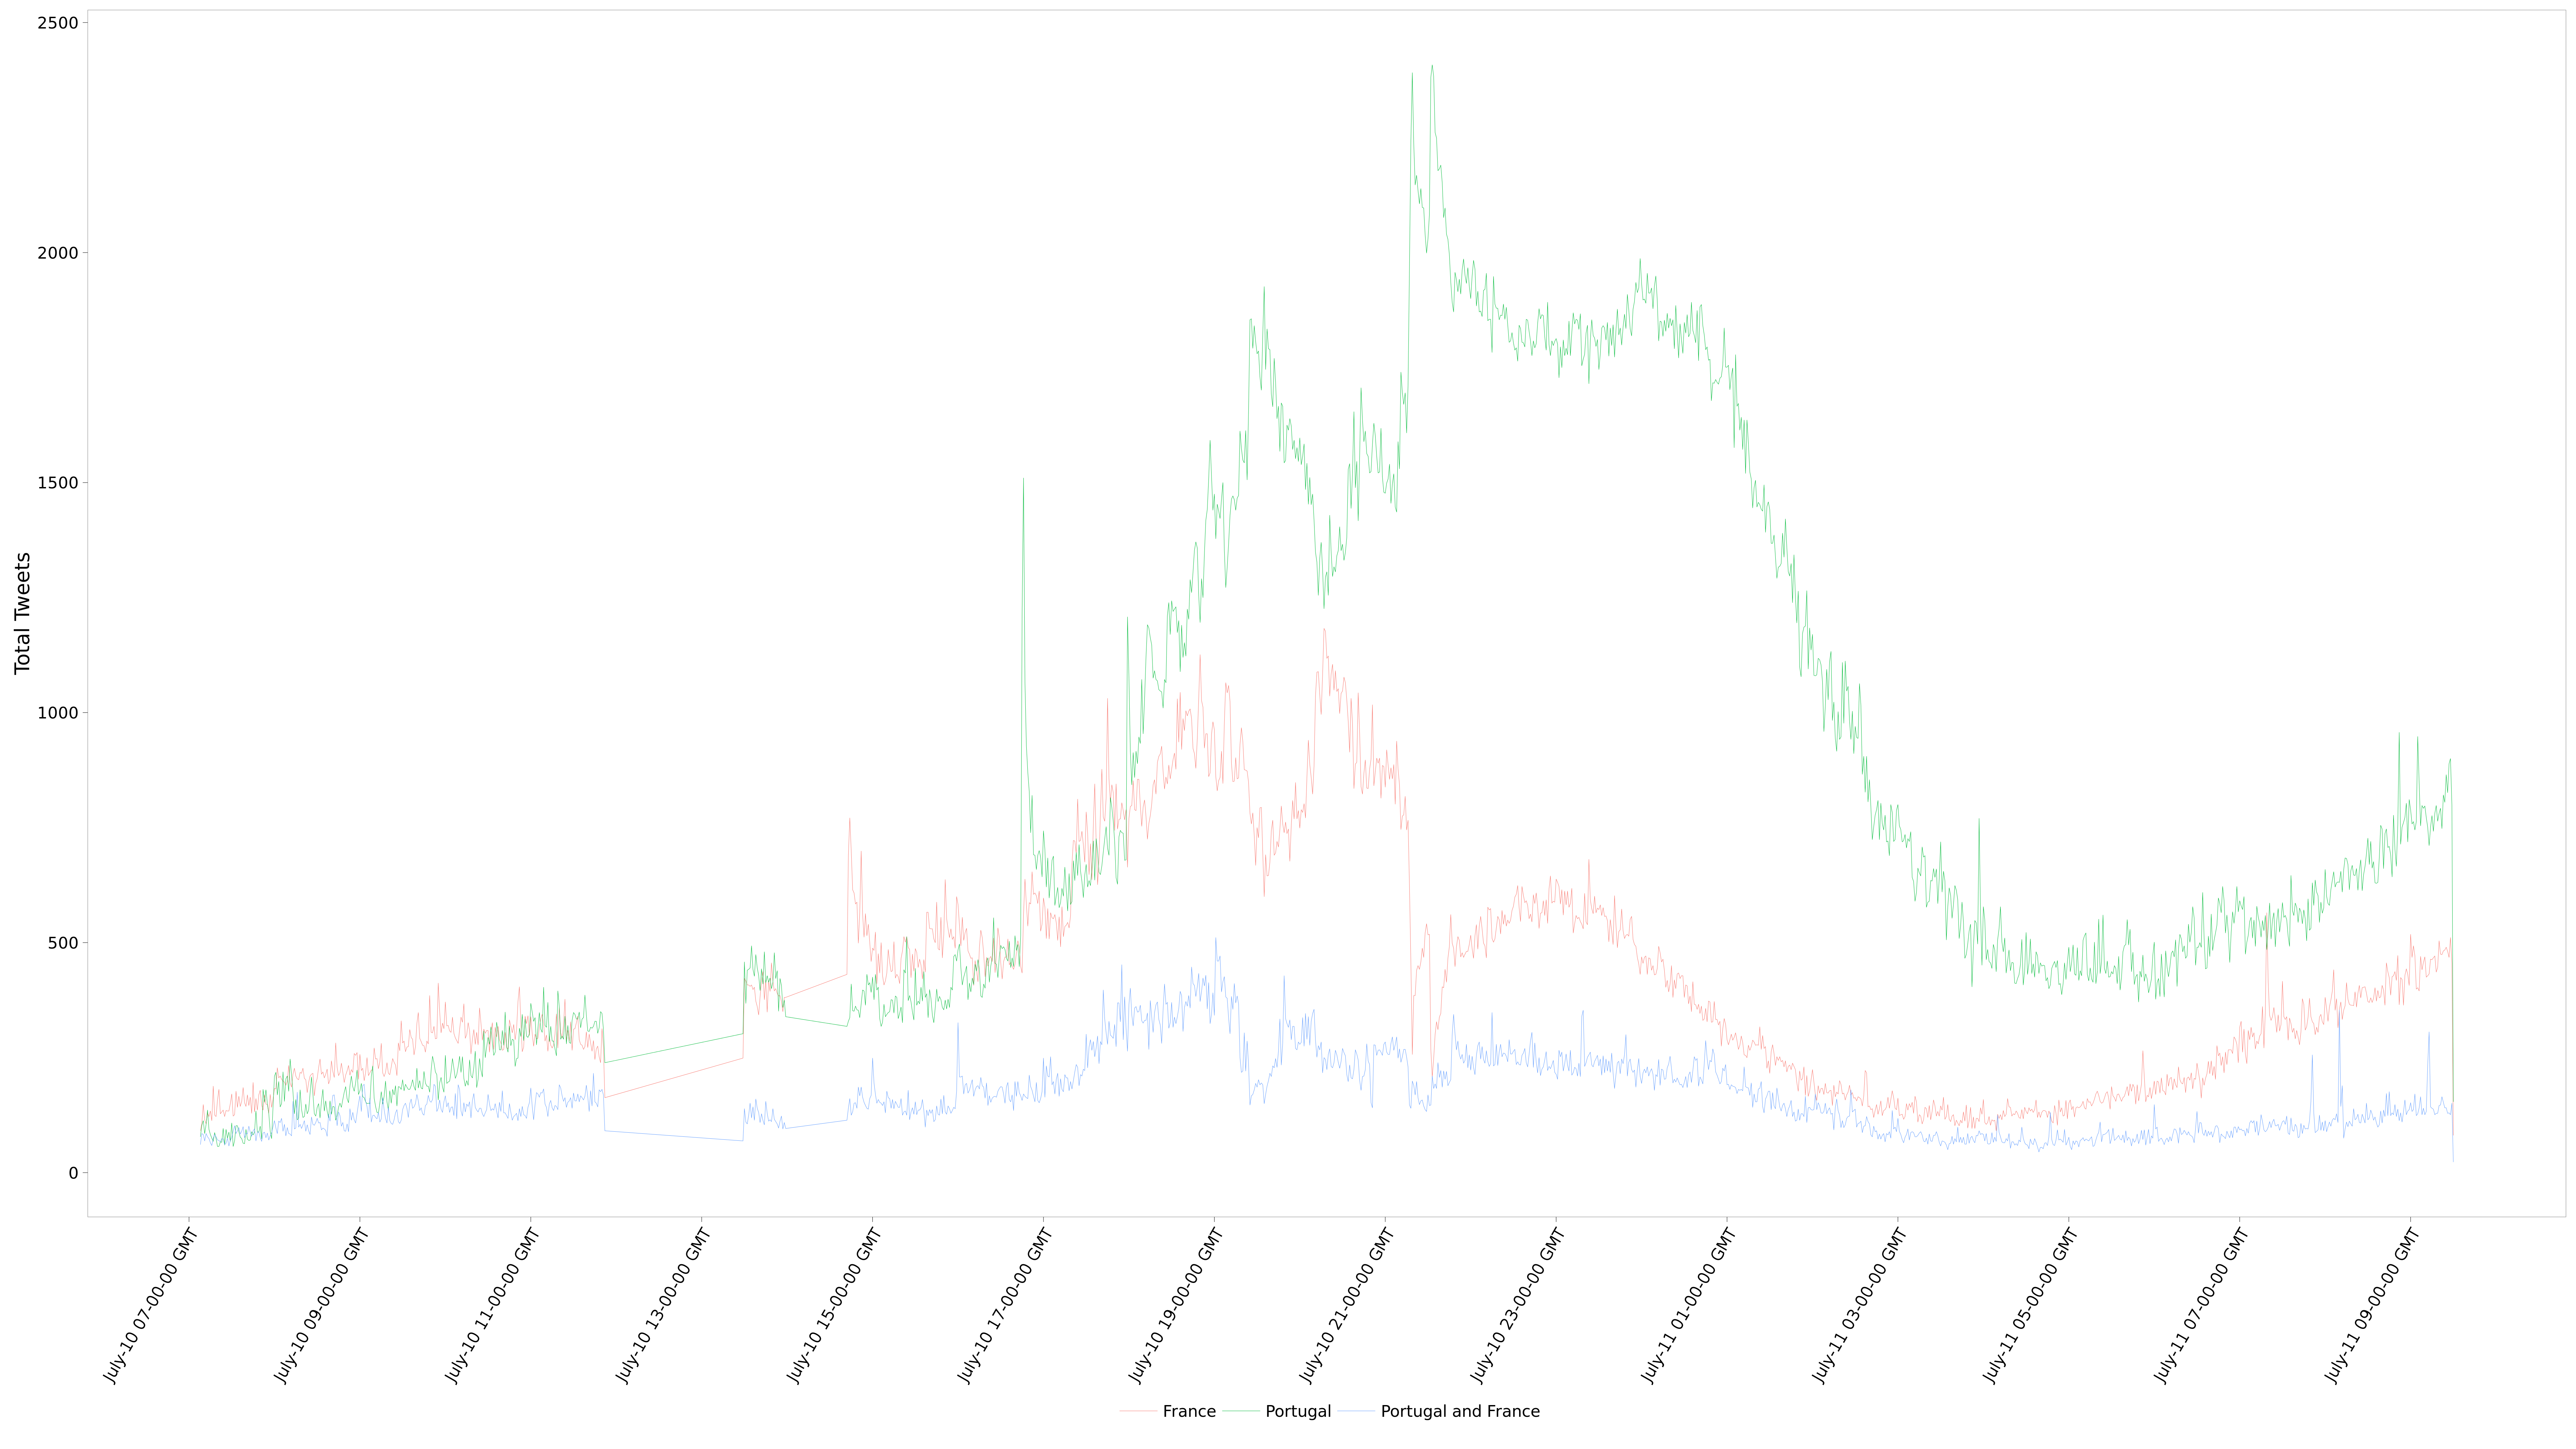 2500
2000
1500
1000
500
0
Total Tweets
July-10 07-00-00 GMT
July-10 09-00-00 GMT
July-10 11-00-00 GMT
July-10 13-00-00 GMT
July-10 15-00-00 GMT
July-10 17-00-00 GMT
July-10 19-00-00 GMT
July-10 21-00-00 GMT
July-10 23-00-00 GMT
July-11 01-00-00 GMT
July-11 03-00-00 GMT
July-11 05-00-00 GMT
July-11 07-00-00 GMT
July-11 09-00-00 GMT
France Portugal Portugal and France